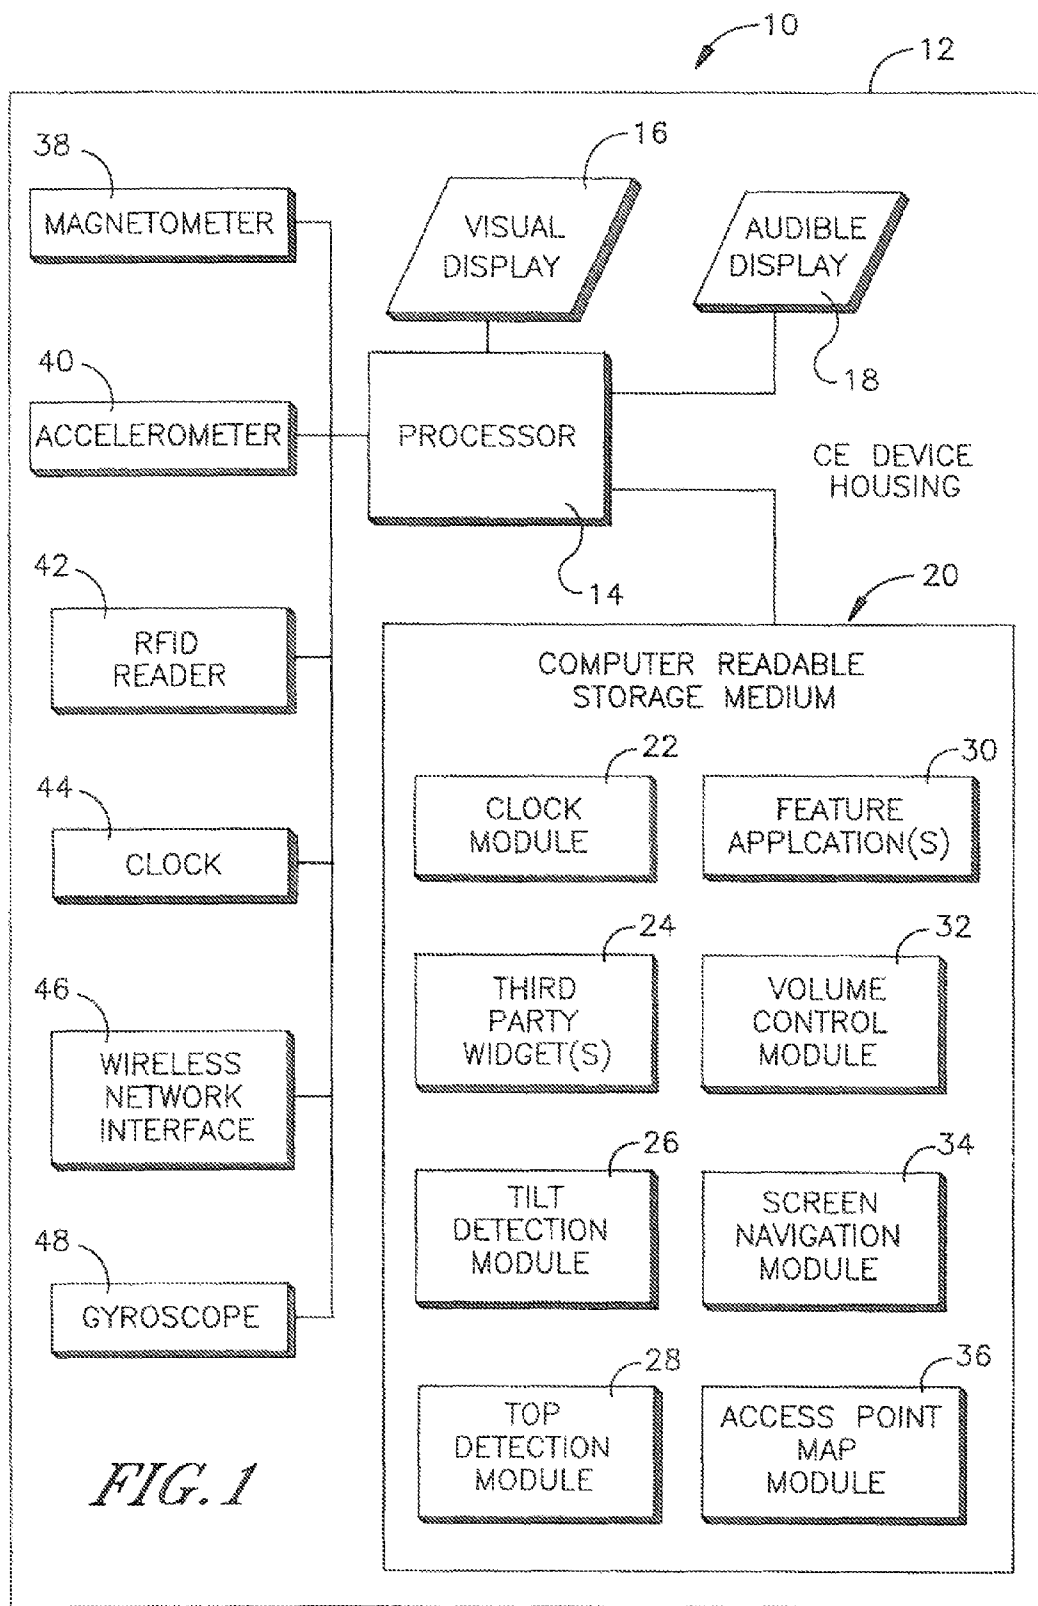 10
12
38
MAGNETOMETER
16
VISUAL
DISPLAY
AUDIBLE
DISPLAY
18
40
ACCELEROMETER
PROCESSOR
14
CE DEVICE
HOUSING
42
RFID
READER
20
COMPUTER READABLE
STORAGE MEDIUM
44
CLOCK
22
CLOCK
MODULE
30
FEATURE
APPLCATION(S)
24
THIRD
PARTY
WIDGET(S)
32
VOLUME
CONTROL
MODULE
46
WIRELESS
NETWORK
INTERFACE
26
TILT
DETECTION
MODULE
34
SCREEN
NAVIGATION
MODULE
48
GYROSCOPE
28
TOP
DETECTION
MODULE
36
ACCESS POINT
MAP
MODULE
FIG. 1